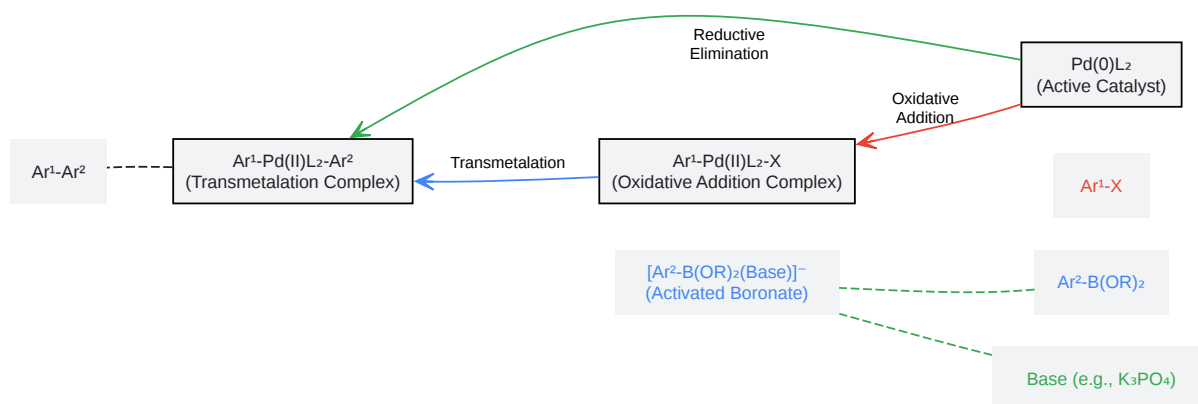 Reductive
Elimination
Pd(0)L₂
(Active Catalyst)
Oxidative
Addition
Ar¹-Ar²
Ar¹-Pd(II)L₂-Ar²
(Transmetalation Complex)
Transmetalation
Ar¹-Pd(II)L₂-X
(Oxidative Addition Complex)
Ar¹-X
[Ar²-B(OR)₂(Base)]⁻
(Activated Boronate)
Ar²-B(OR)₂
Base (e.g., K₃PO₄)